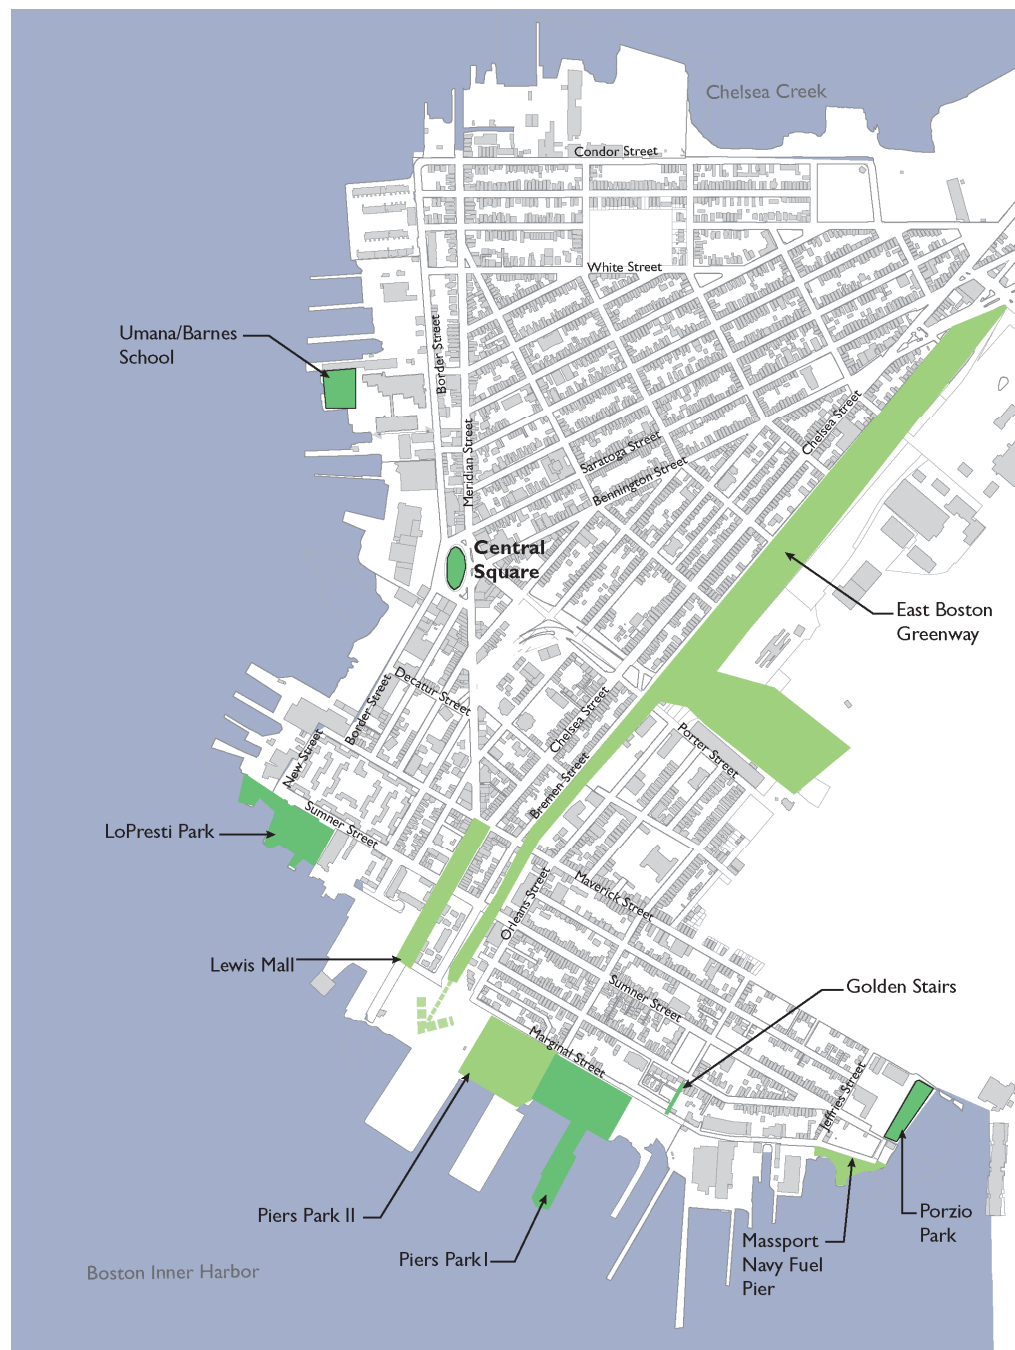 Chelsea Creek
Condor Street
White Street
Umana/Barnes
School
Border Street
Meridian Street
Chelsea Street
Saratoga Street
Bennington Street
Central
Square
East Boston
Greenway
Decatur Street
Border Street
New Street
Chelsea Street
Porter Street
Bremen Street
LoPresti Park
Sumner Street
Maverick Street
Orleans Street
Lewis Mall
Golden Stairs
Sumner Street
Marginal Street
Jeffries Street
Piers Park II
Piers Park I
Porzio
Park
Massport
Navy Fuel
Pier
Boston Inner Harbor